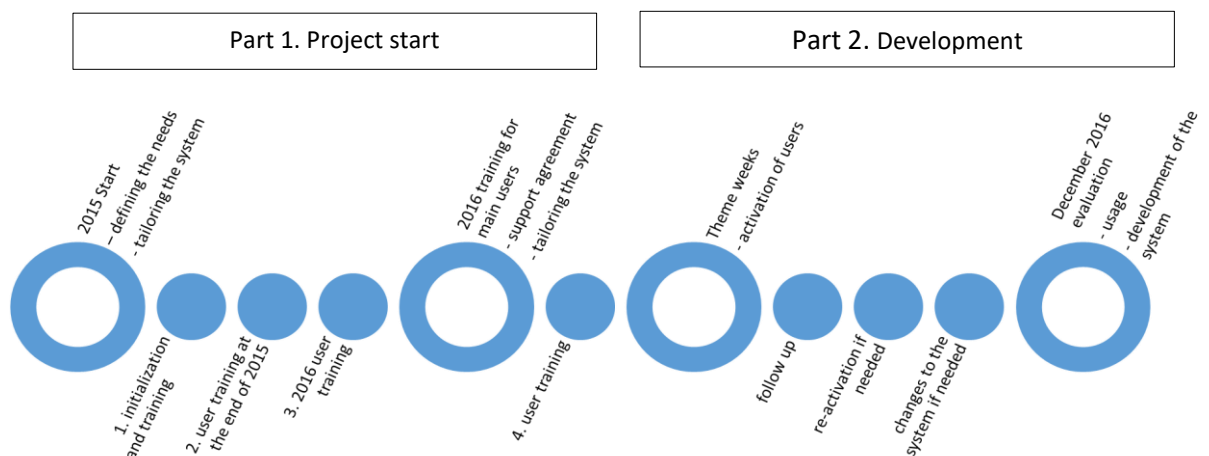 Part 1. Project start
Part 2. Development
2015 Start
– defining the needs
- tailoring the system
1. initialization
and training
2. user training at
the end of 2015
3. 2016 user
training
2016 training for
main users
- support agreement
- tailoring the system
4. user training
Theme weeks
- activation of users
follow up
re-activation if
needed
changes to the
system if needed
December 2016
evaluation
- usage
- development of the
system